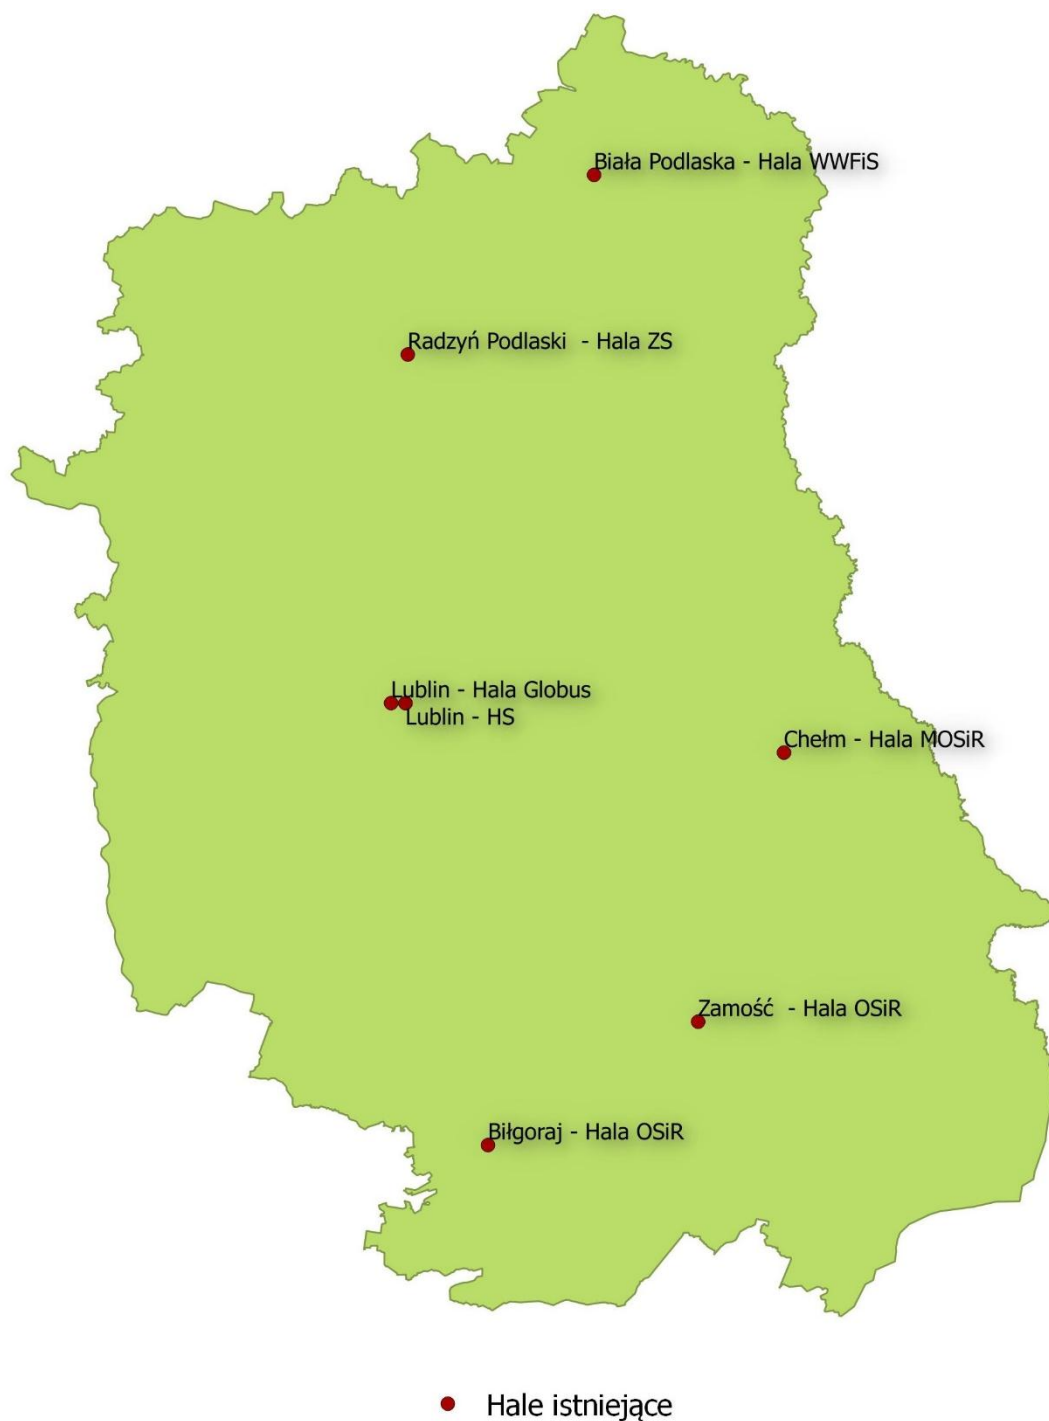 Biała Podlaska - Hala WWFiS
Radzyń Podlaski - Hala ZS
Lublin - Hala Globus
Lublin - HS
Chełm - Hala MOSiR
Zamość - Hala OSiR
Biłgoraj - Hala OSiR
Hale istniejące